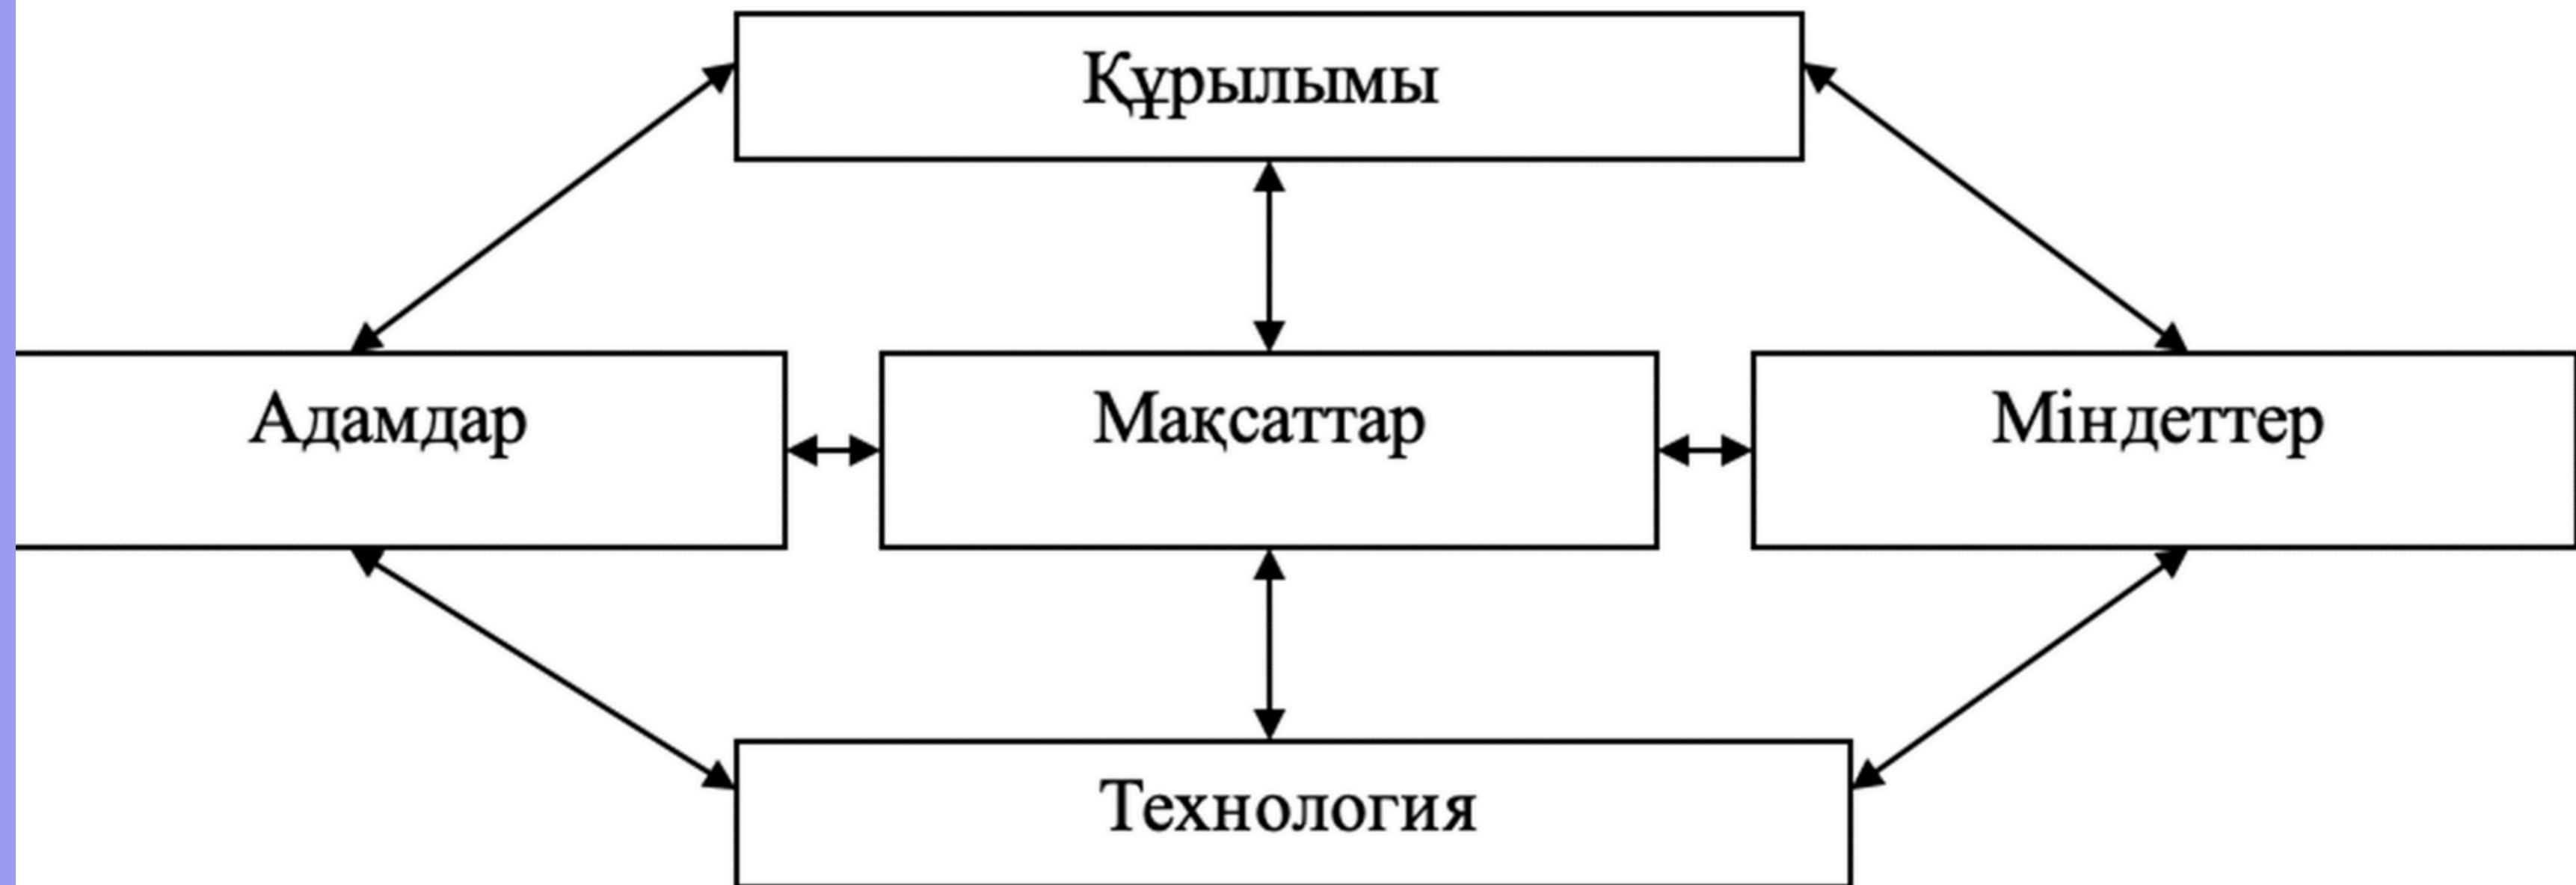 Құрылымы
Адамдар
Мақсаттар
Міндеттер
Технология